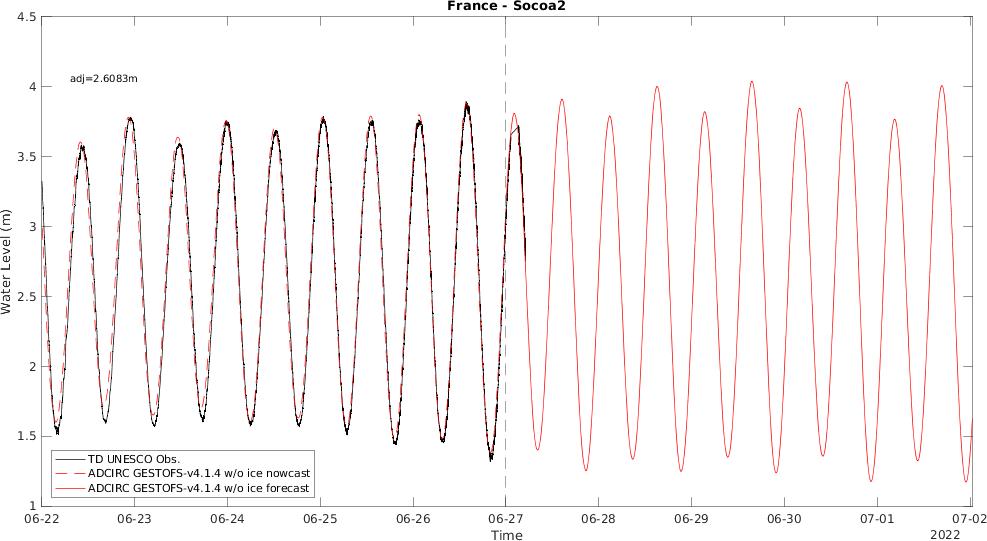 France - Socoa2
4.5
4
3.5
3
2.5
2
1.5
1
Water Level (m)
adj=2.6083m
TD UNESCO Obs.
ADCIRC GESTOFS-v4.1.4 w/o ice nowcast
ADCIRC GESTOFS-v4.1.4 w/o ice forecast
06-22 06-23 06-24 06-25 06-26 06-27 06-28 06-29 06-30 07-01 07-02
Time
2022